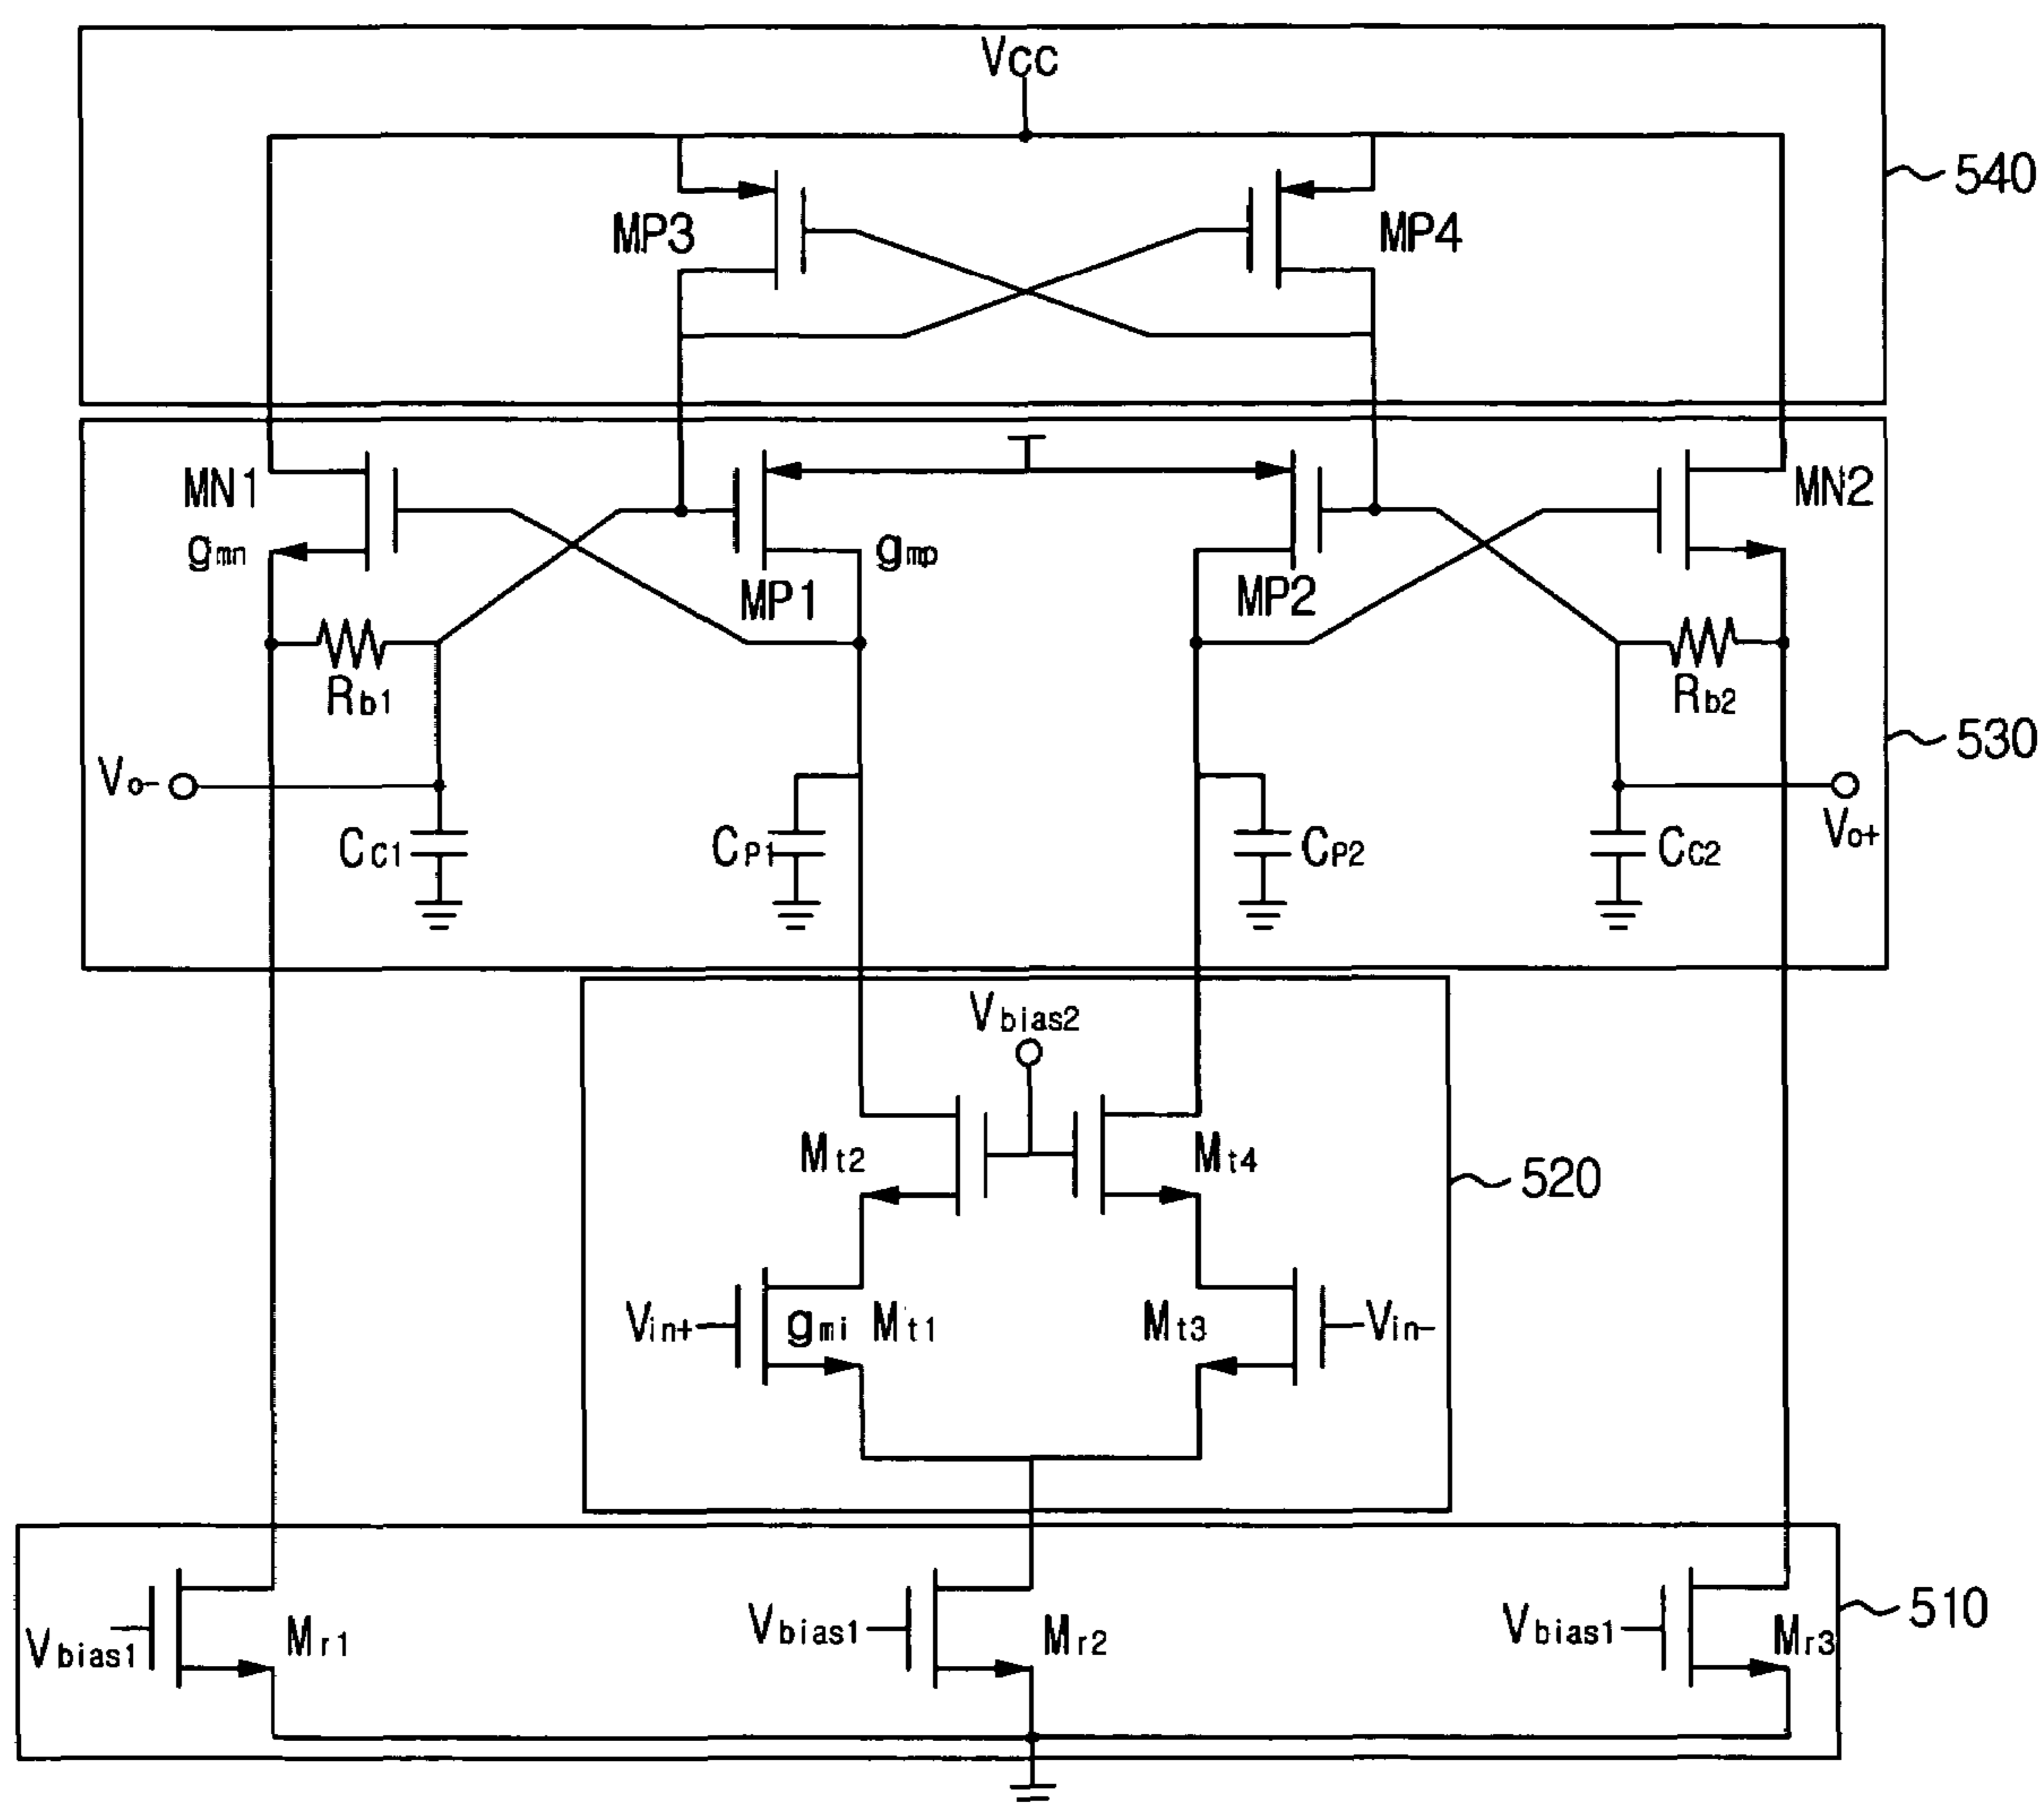 Vcc
540
MP3
MP4
MN1
MN2
gmn
gmp
MP1
MP2
Rb1
Rb2
530
Vo-
Vo+
CC1
CP1
CP2
CC2
Vbias2
Mt2
Mt4
520
Vin+
gmi
Mt1
Mt3
Vin-
Vbias1
Mr1
Vbias1
Mr2
Vbias1
Mr3
510